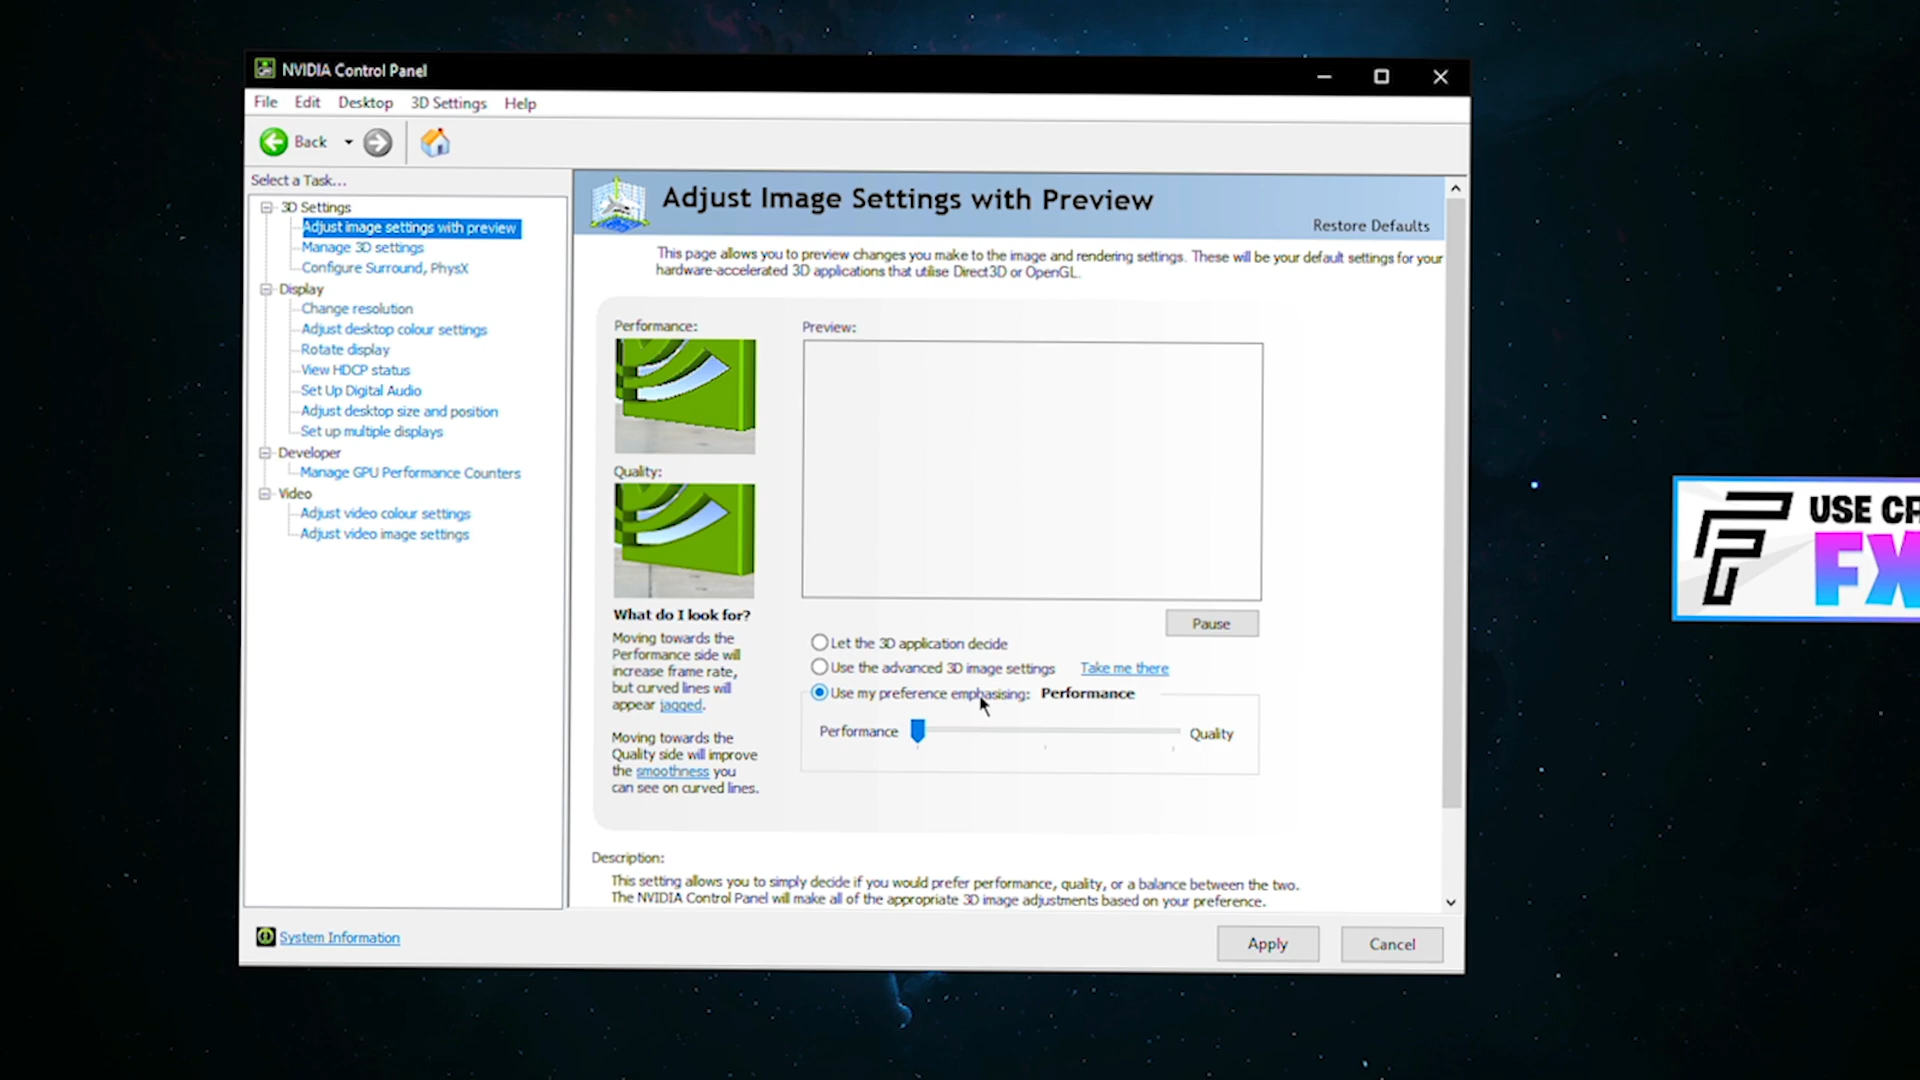 NVIDIA Control Panel
File Edit Desktop 3D Settings Help
Back
Select a Task...
3D Settings
Adjust image settings with preview
Manage 3D settings
Configure Surround, PhysX
Display
Change resolution
Adjust desktop colour settings
Rotate display
View HDCP status
Set Up Digital Audio
Adjust desktop size and position
Set up multiple displays
Developer
Manage GPU Performance Counters
Video
Adjust video colour settings
Adjust video image settings
System Information
Adjust Image Settings with Preview
Restore Defaults
This page allows you to preview changes you make to the image and rendering settings. These will be your default settings for your
hardware-accelerated 3D applications that utilise Direct3D or OpenGL.
Performance:
Quality:
What do I look for?
Moving towards the
Performance side will
increase frame rate,
but curved lines will
appear jagged.
Moving towards the
Quality side will improve
the smoothness you
can see on curved lines.
Preview:
Pause
Let the 3D application decide
Use the advanced 3D image settings Take me there
Use my preference emphasising: Performance
Performance Quality
Description:
This setting allows you to simply decide if you would prefer performance, quality, or a balance between the two.
The NVIDIA Control Panel will make all of the appropriate 3D image adjustments based on your preference.
Apply Cancel
USE
FX